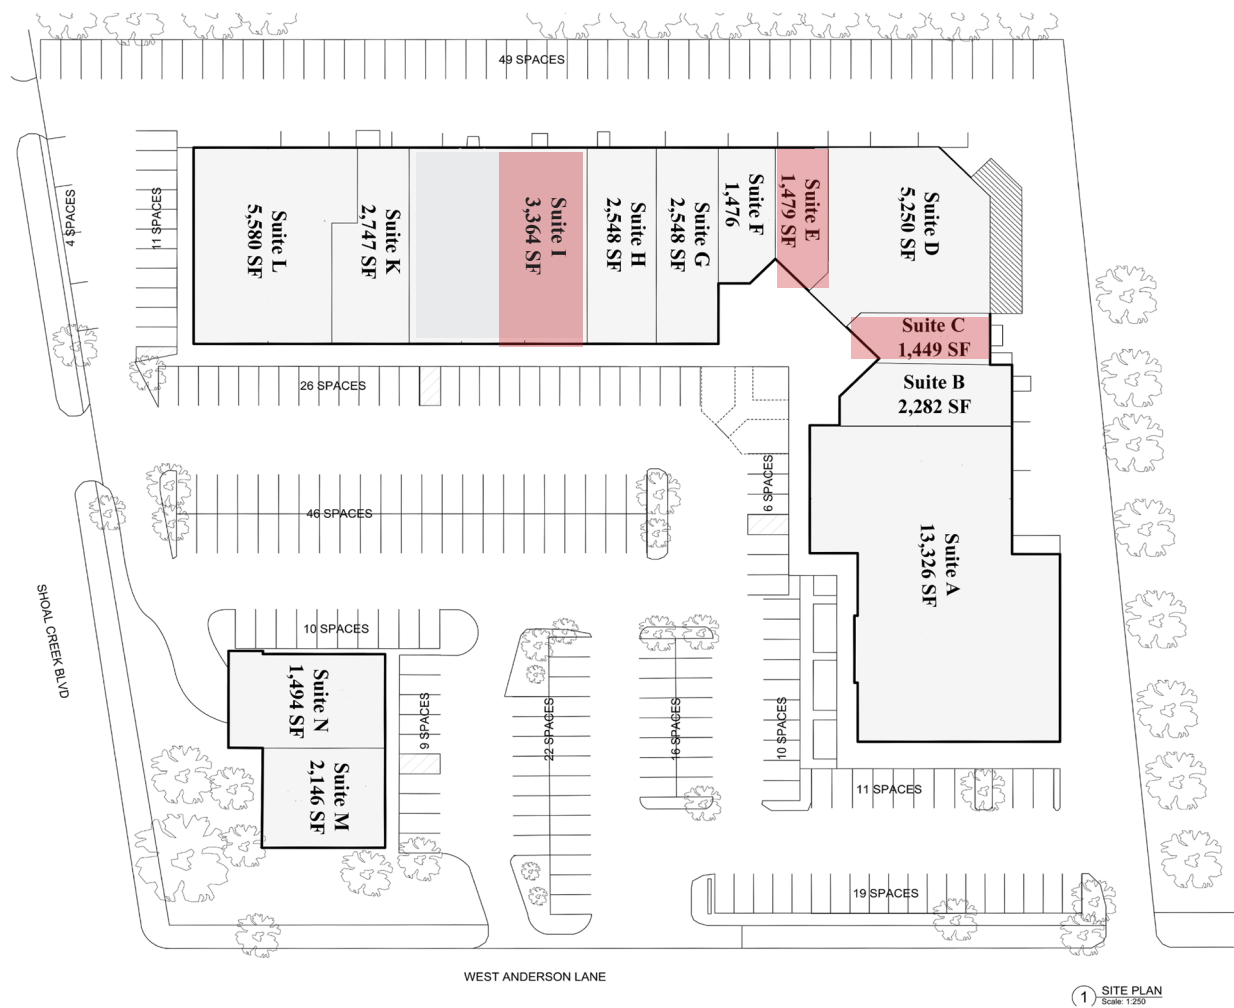 49 SPACES
4 SPACES
11 SPACES
Suite L
5,580 SF
Suite K
2,747 SF
Suite I
3,364 SF
Suite H
2,548 SF
Suite G
2,548 SF
Suite F
1,476
Suite E
1,479 SF
Suite D
5,250 SF
Suite C
1,449 SF
Suite B
2,282 SF
26 SPACES
6 SPACES
46 SPACES
Suite A
13,326 SF
SHOAL CREEK BLVD
10 SPACES
Suite N
1,494 SF
9 SPACES
22 SPACES
16 SPACES
10 SPACES
Suite M
2,146 SF
11 SPACES
19 SPACES
WEST ANDERSON LANE
1 SITE PLAN
Scale: 1:250